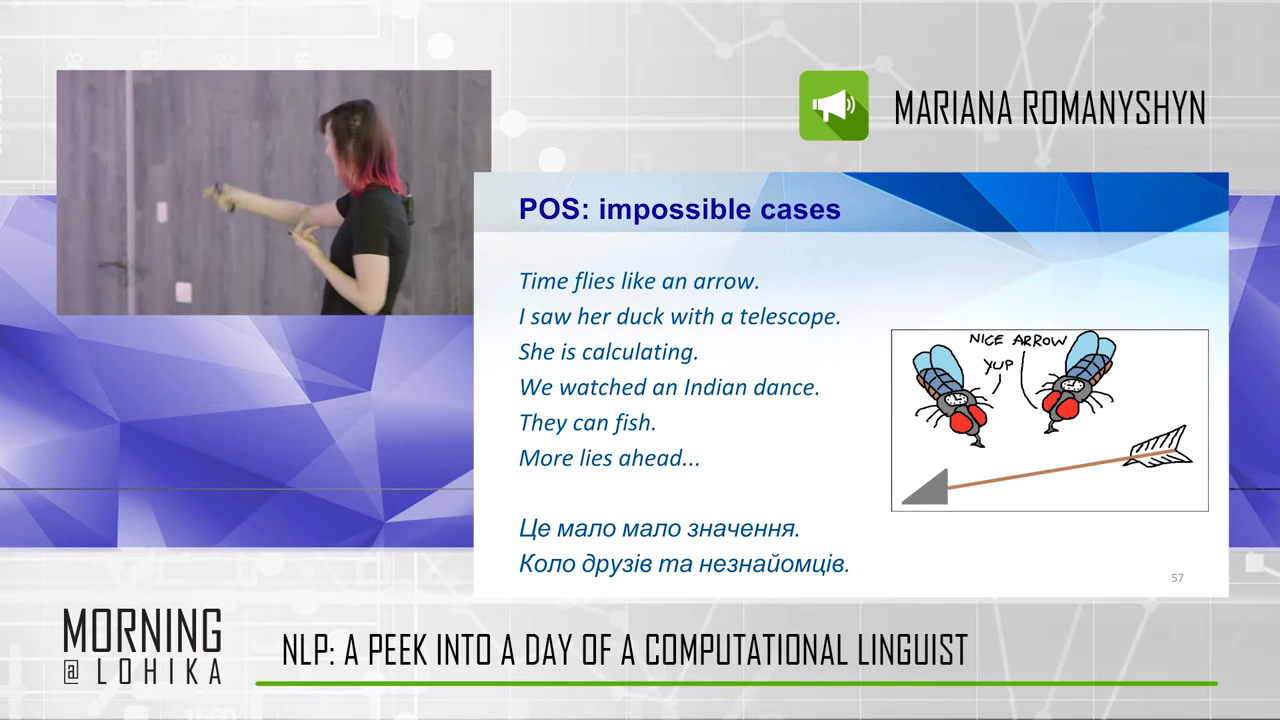 MARIANA ROMANYSHYN
POS: impossible cases
Time flies like an arrow.
I saw her duck with a telescope.
She is calculating.
We watched an Indian dance.
They can fish.
More lies ahead...
Це мало мало значення.
Коло друзів та незнайомців.
NICE ARROW
YUP
57
MORNING
@ LOHIKA
NLP: A PEEK INTO A DAY OF A COMPUTATIONAL LINGUIST